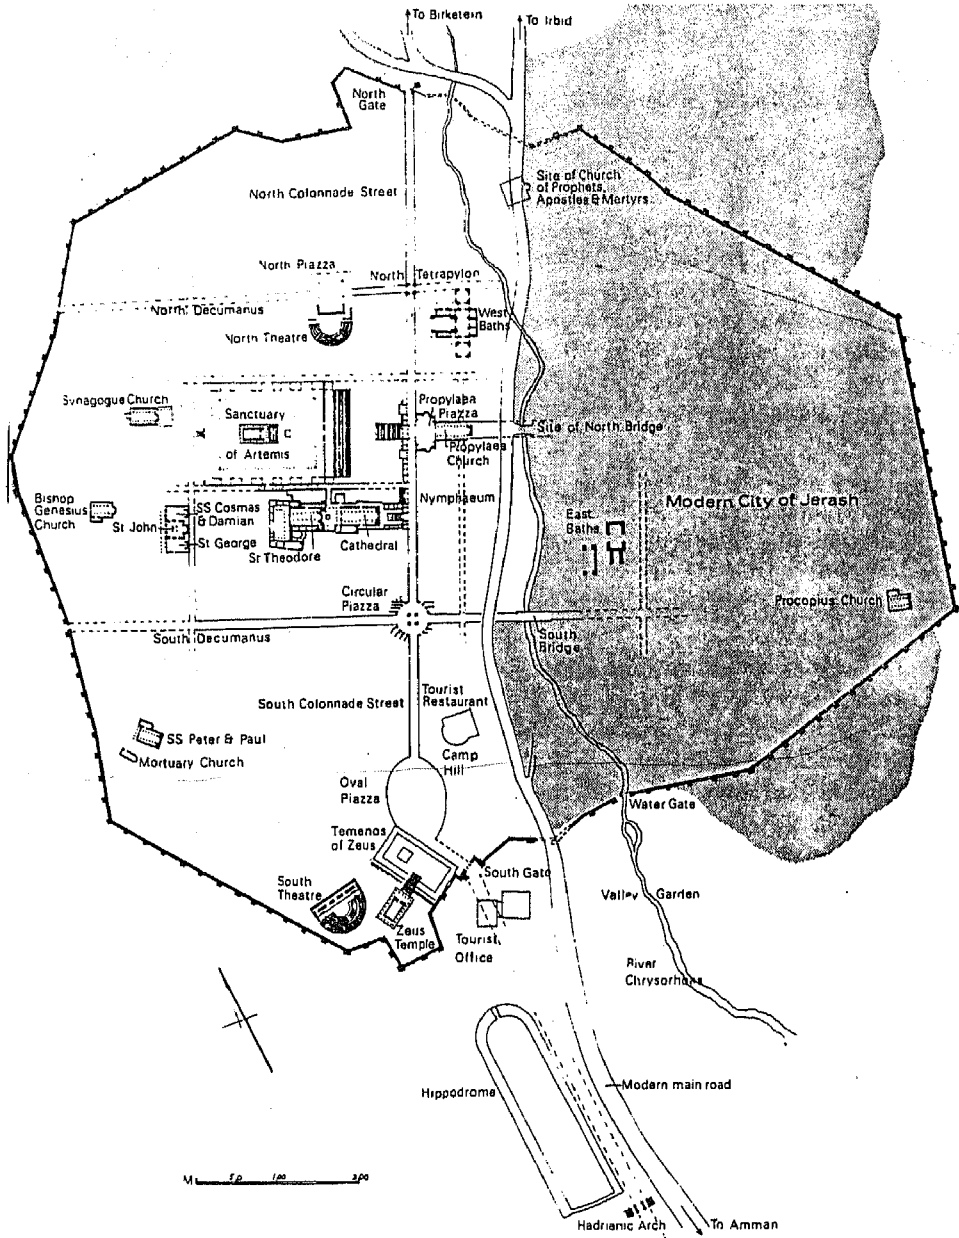 To Birketein
To Irbid
North
Gate
North Colonnade Street
Site of Church
of Prophets,
Apostles & Martyrs
North Piazza
North Tetrapylon
North Decumanus
West
Baths
North Theatre
Synagogue Church
Sanctuary
of Artemis
C
Propylaea
Piazza
Site of North Bridge
Propylaea
Church
Bishop
Genesius
Church
SS Cosmas
& Damian
Nymphaeum
Modern City of Jerash
St John
St George
St Theodore
Cathedral
East
Baths
Circular
Piazza
Procopius Church
South Decumanus
South
Bridge
South Colonnade Street
Tourist
Restaurant
SS Peter & Paul
Mortuary Church
Camp
Hill
Oval
Piazza
Water Gate
Temenos
of Zeus
South Gate
South
Theatre
Valley Garden
Zeus
Temple
Tourist
Office
River
Chrysorhoas
Hippodrome
Modern main road
M
50
100
200
Hadrianic Arch
To Amman